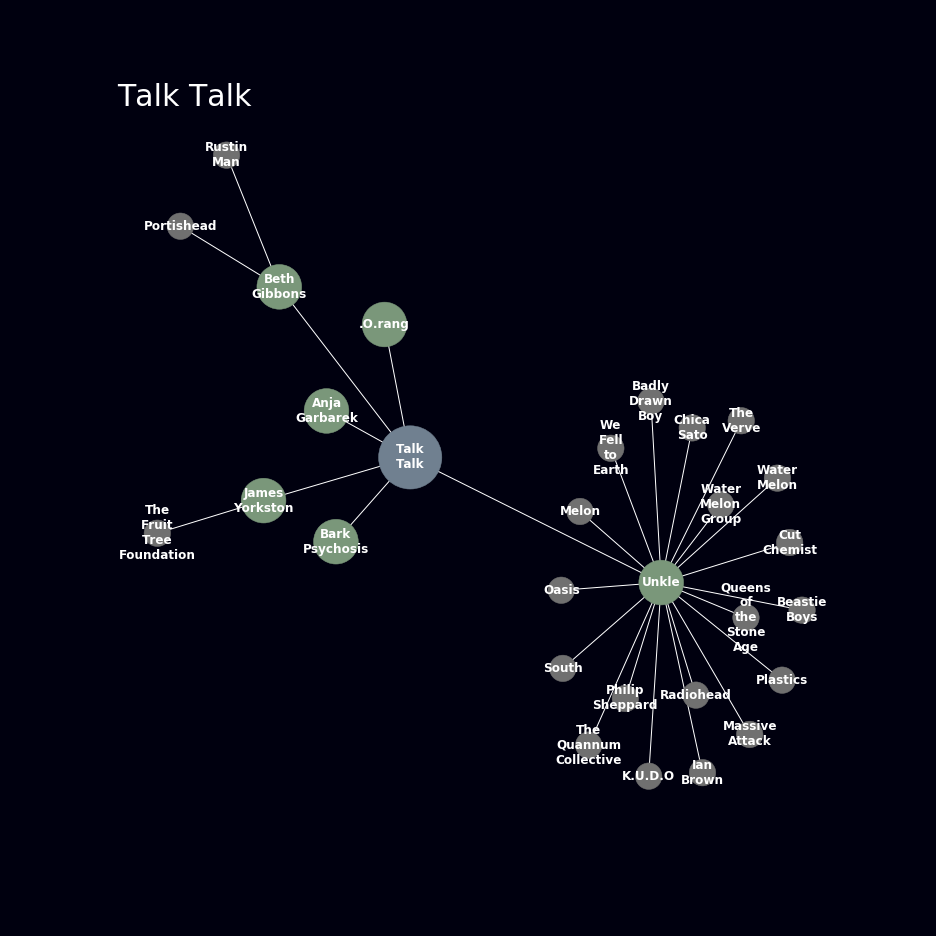 Talk Talk
Rustin
Man
Portishead
Beth
Gibbons
.O.rang
Anja
Garbarek
Talk
Talk
James
Yorkston
The
Fruit
Tree
Foundation
Bark
Psychosis
Badly
Drawn
Boy
We
Fell
to
Earth
Chica
Sato
The
Verve
Water
Melon
Water
Melon
Group
Melon
Cut
Chemist
Unkle
Oasis
Queens
of
the
Stone
Age
Beastie
Boys
South
Plastics
Philip
Sheppard
Radiohead
Massive
Attack
The
Quannum
Collective
K.U.D.O
Ian
Brown